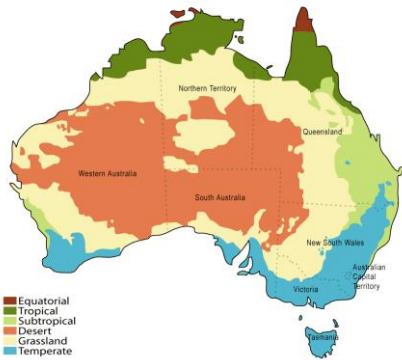 Northern Territory
Queensland
Western Australia
South Australia
New South Wales
Australian
Capital
Territory
Victoria
Tasmania
Equatorial
Tropical
Subtropical
Desert
Grassland
Temperate